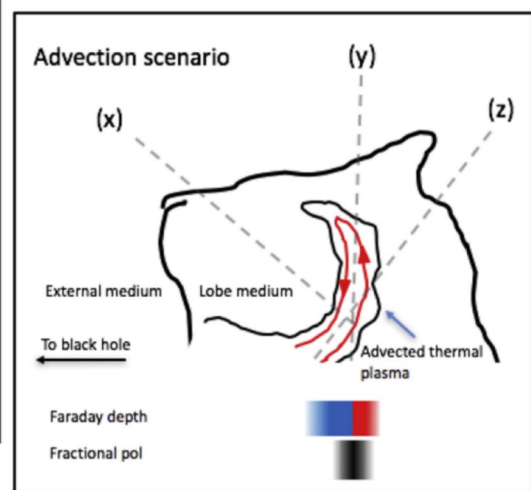 Advection scenario
(y)
(x)
(z)
External medium
Lobe medium
To black hole
Advected thermal
plasma
Faraday depth
Fractional pol